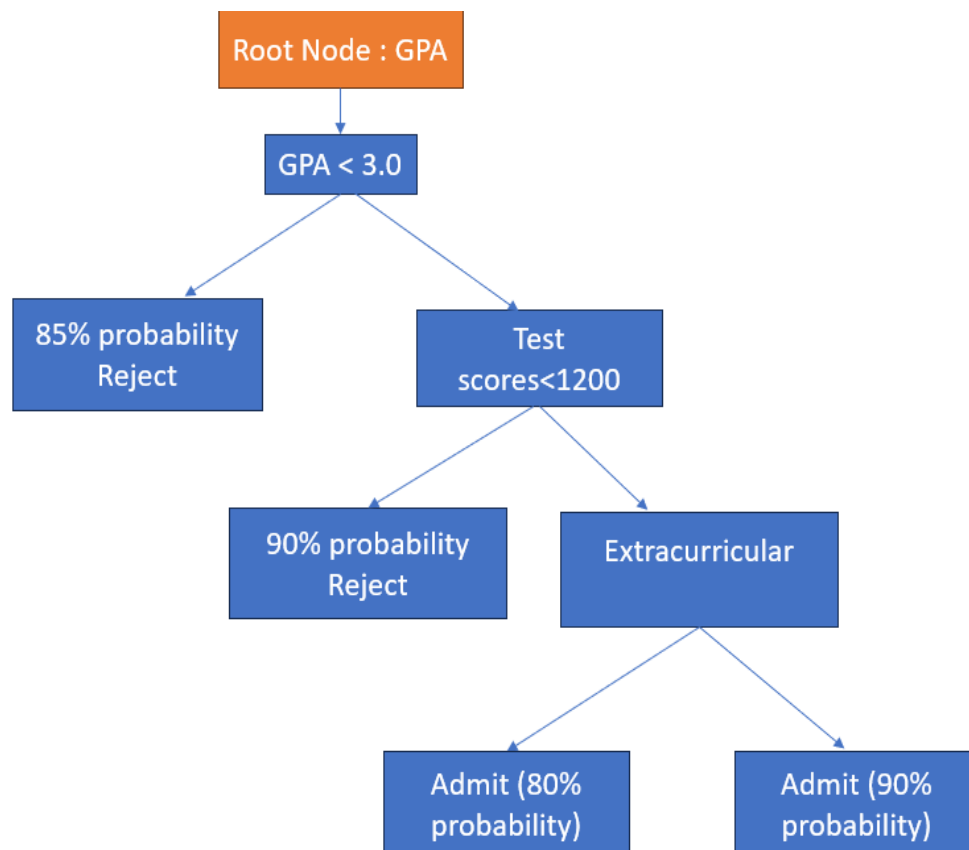 Root Node : GPA
GPA < 3.0
85% probability
Reject
Test
scores<1200
90% probability
Reject
Extracurricular
Admit (80%
probability)
Admit (90%
probability)